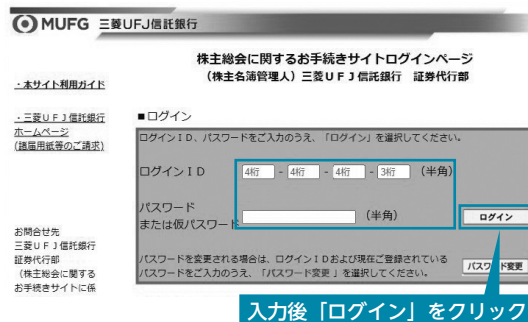 MUFG 三菱UFJ信託銀行
株主総会に関するお手続きサイトログインページ
（株主名簿管理人）三菱ＵＦＪ信託銀行　証券代行部
・本サイト利用ガイド
・三菱ＵＦＪ信託銀行
ホームページ
(諸届用紙等のご請求)
■ログイン
ログインＩＤ、パスワードをご入力のうえ、「ログイン」を選択してください。
ログインＩＤ 4桁 - 4桁 - 4桁 - 3桁 （半角）
パスワード
または仮パスワード （半角）
ログイン
お問合せ先
三菱ＵＦＪ信託銀行
証券代行部
（株主総会に関する
お手続きサイトに係
パスワードを変更される場合は、ログインＩＤおよび現在ご登録されている
パスワードをご入力のうえ、「パスワード変更 」を選択してください。
パスワード変更
入力後「ログイン」をクリック